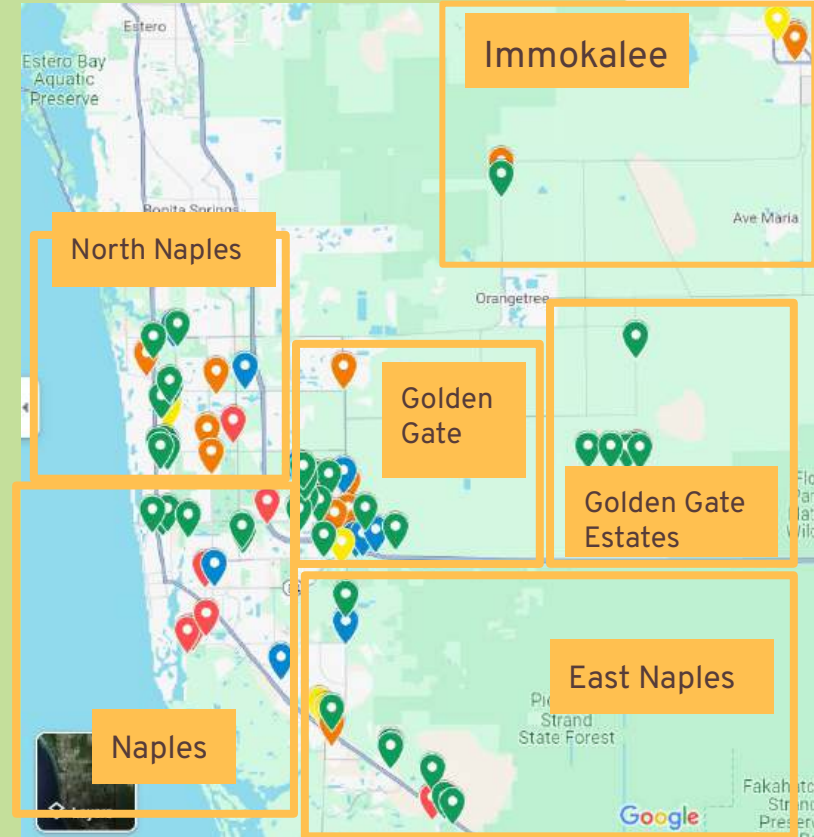 Estero
Estero Bay
Aquatic
Preserve
Immokalee
Bonita Springs
Ave Maria
North Naples
Orangetree
Golden
Gate
Golden Gate
Estates
East Naples
Strand
State Forest
Naples
Google